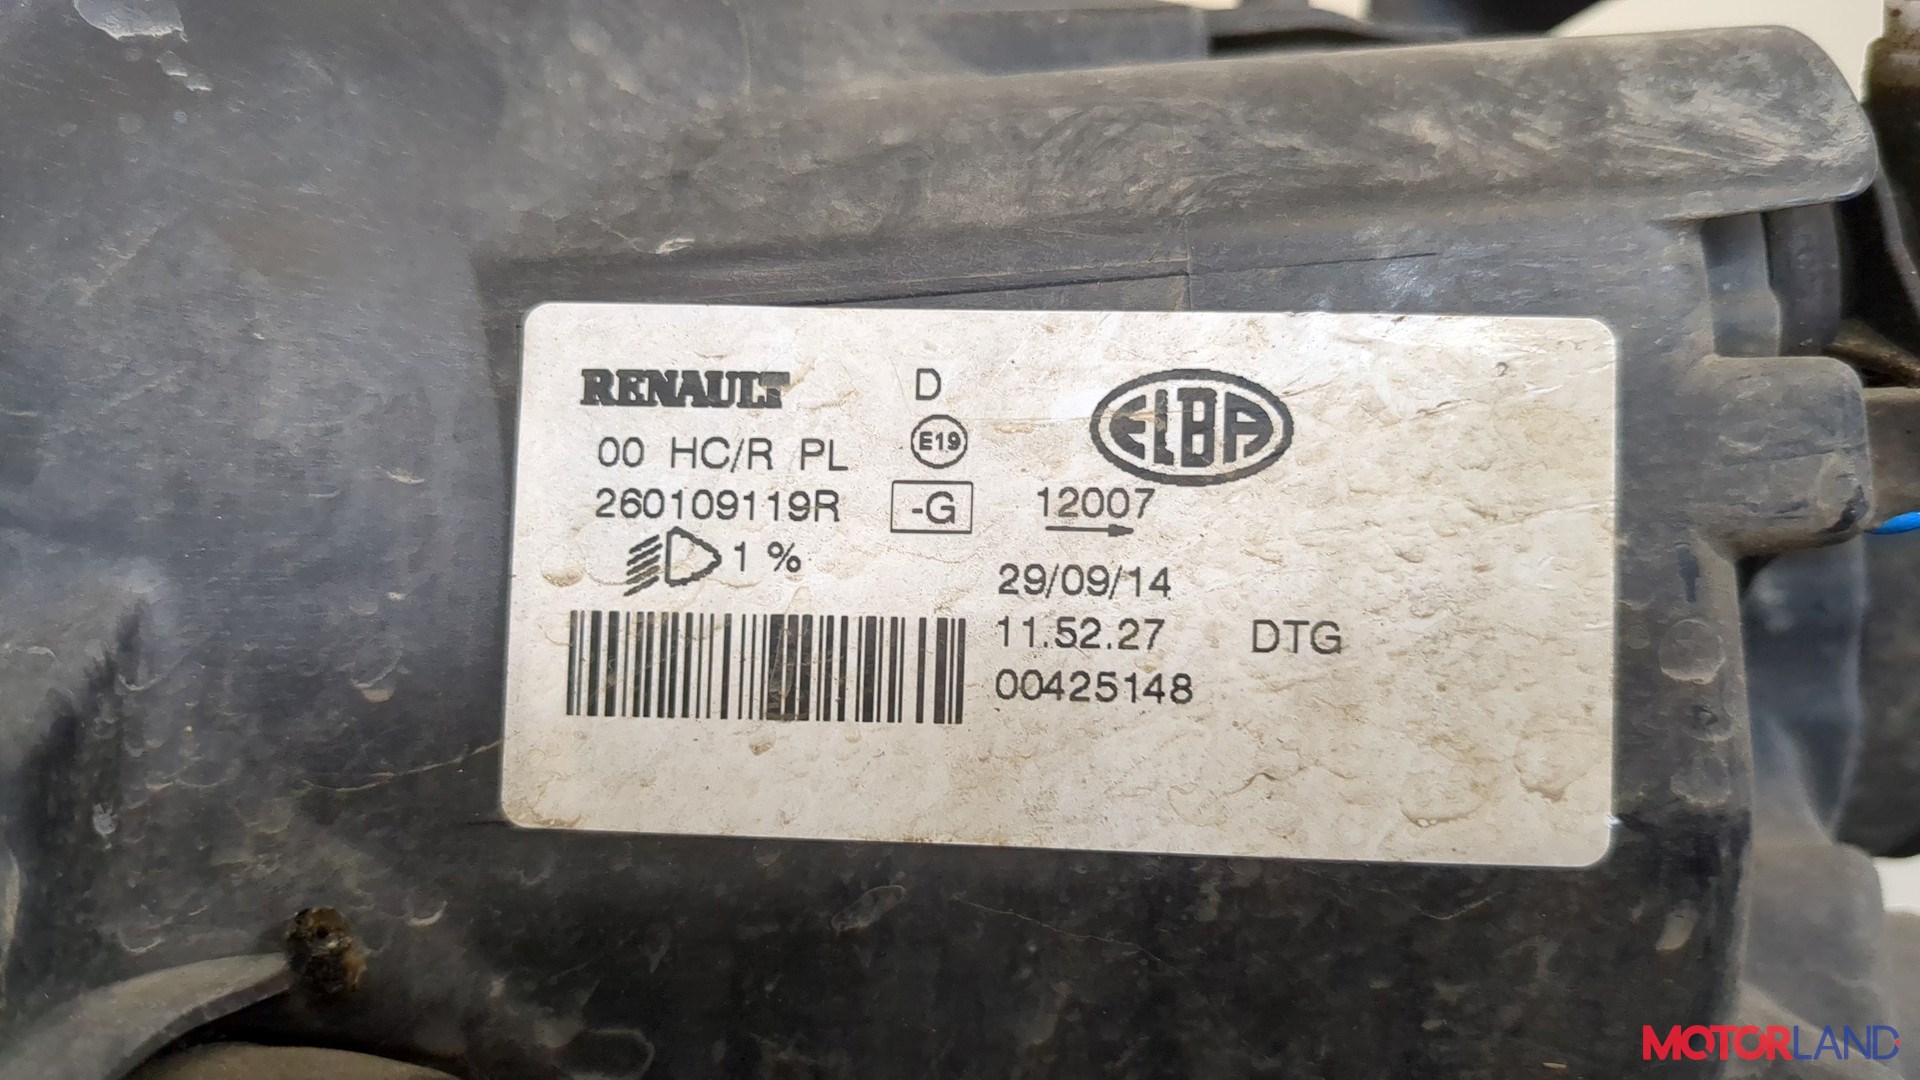 RENAULT D ELBA
00 HC/R PL E19
260109119R -G 12007
1 %
29/09/14
11.52.27 DTG
00425148
MOTORLAND